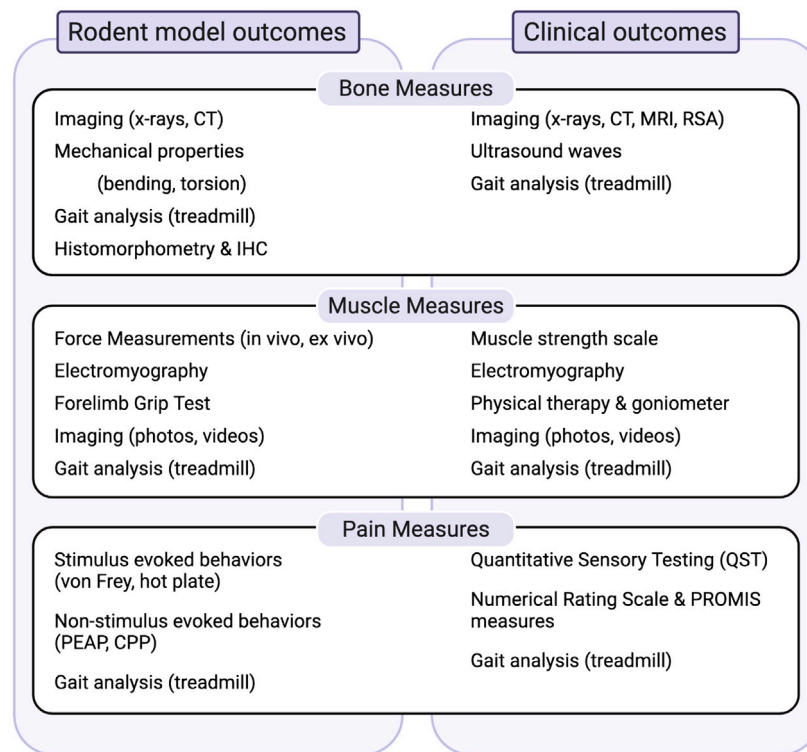 Rodent model outcomes
Clinical outcomes
Bone Measures
Imaging (x-rays, CT)
Mechanical properties
(bending, torsion)
Gait analysis (treadmill)
Histomorphometry & IHC
Imaging (x-rays, CT, MRI, RSA)
Ultrasound waves
Gait analysis (treadmill)
Muscle Measures
Force Measurements (in vivo, ex vivo)
Electromyography
Forelimb Grip Test
Imaging (photos, videos)
Gait analysis (treadmill)
Muscle strength scale
Electromyography
Physical therapy & goniometer
Imaging (photos, videos)
Gait analysis (treadmill)
Pain Measures
Stimulus evoked behaviors
(von Frey, hot plate)
Non-stimulus evoked behaviors
(PEAP, CPP)
Gait analysis (treadmill)
Quantitative Sensory Testing (QST)
Numerical Rating Scale & PROMIS
measures
Gait analysis (treadmill)